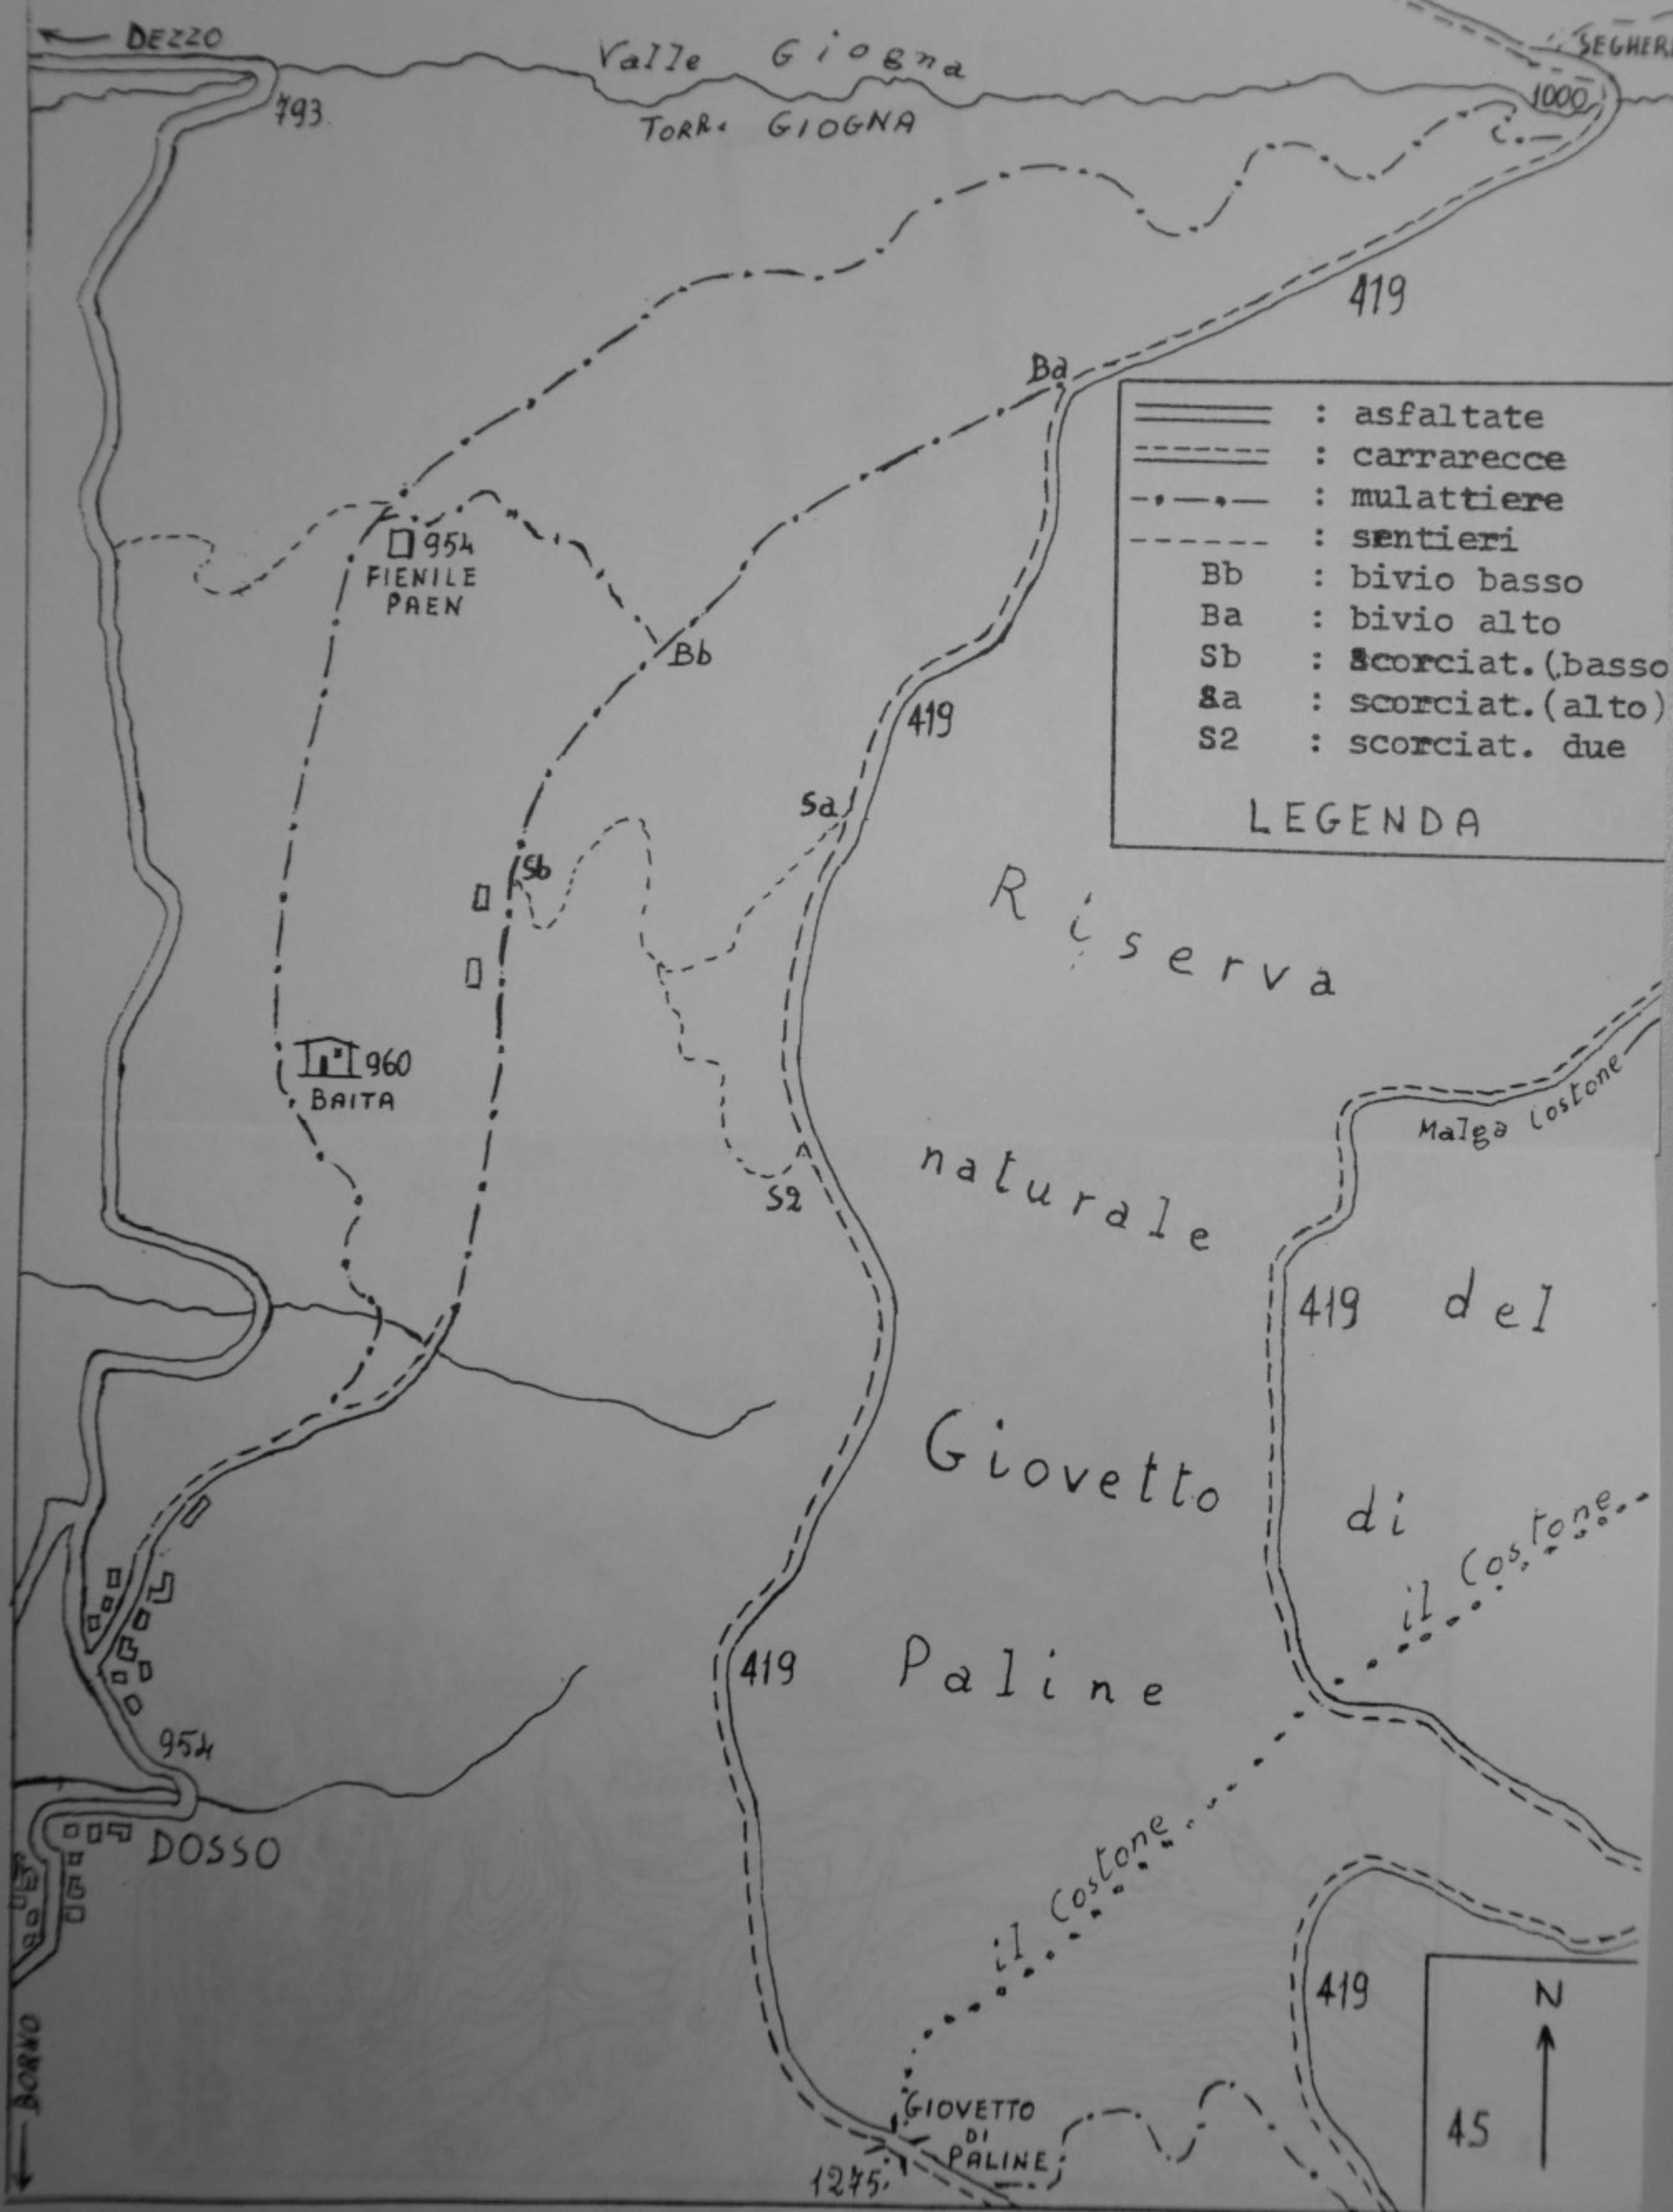 DEZZO
Valle Giogna
SEGHER
793
TORR. GIOGNA
1000
419
Ba
: asfaltate
: carrarecce
: mulattiere
: sentieri
Bb : bivio basso
Ba : bivio alto
Sb : scorciat.(basso
Sa : scorciat.(alto)
S2 : scorciat. due
LEGENDA
954
FIENILE
PAEN
Bb
419
Sa
Sb
Riserva
960
BAITA
Malga Costone
naturale
S2
419
del
Giovetto
di
il Costone
419
Paline
954
DOSSO
il Costone
419
N
BORNO
GIOVETTO
DI
PALINE
45
1275